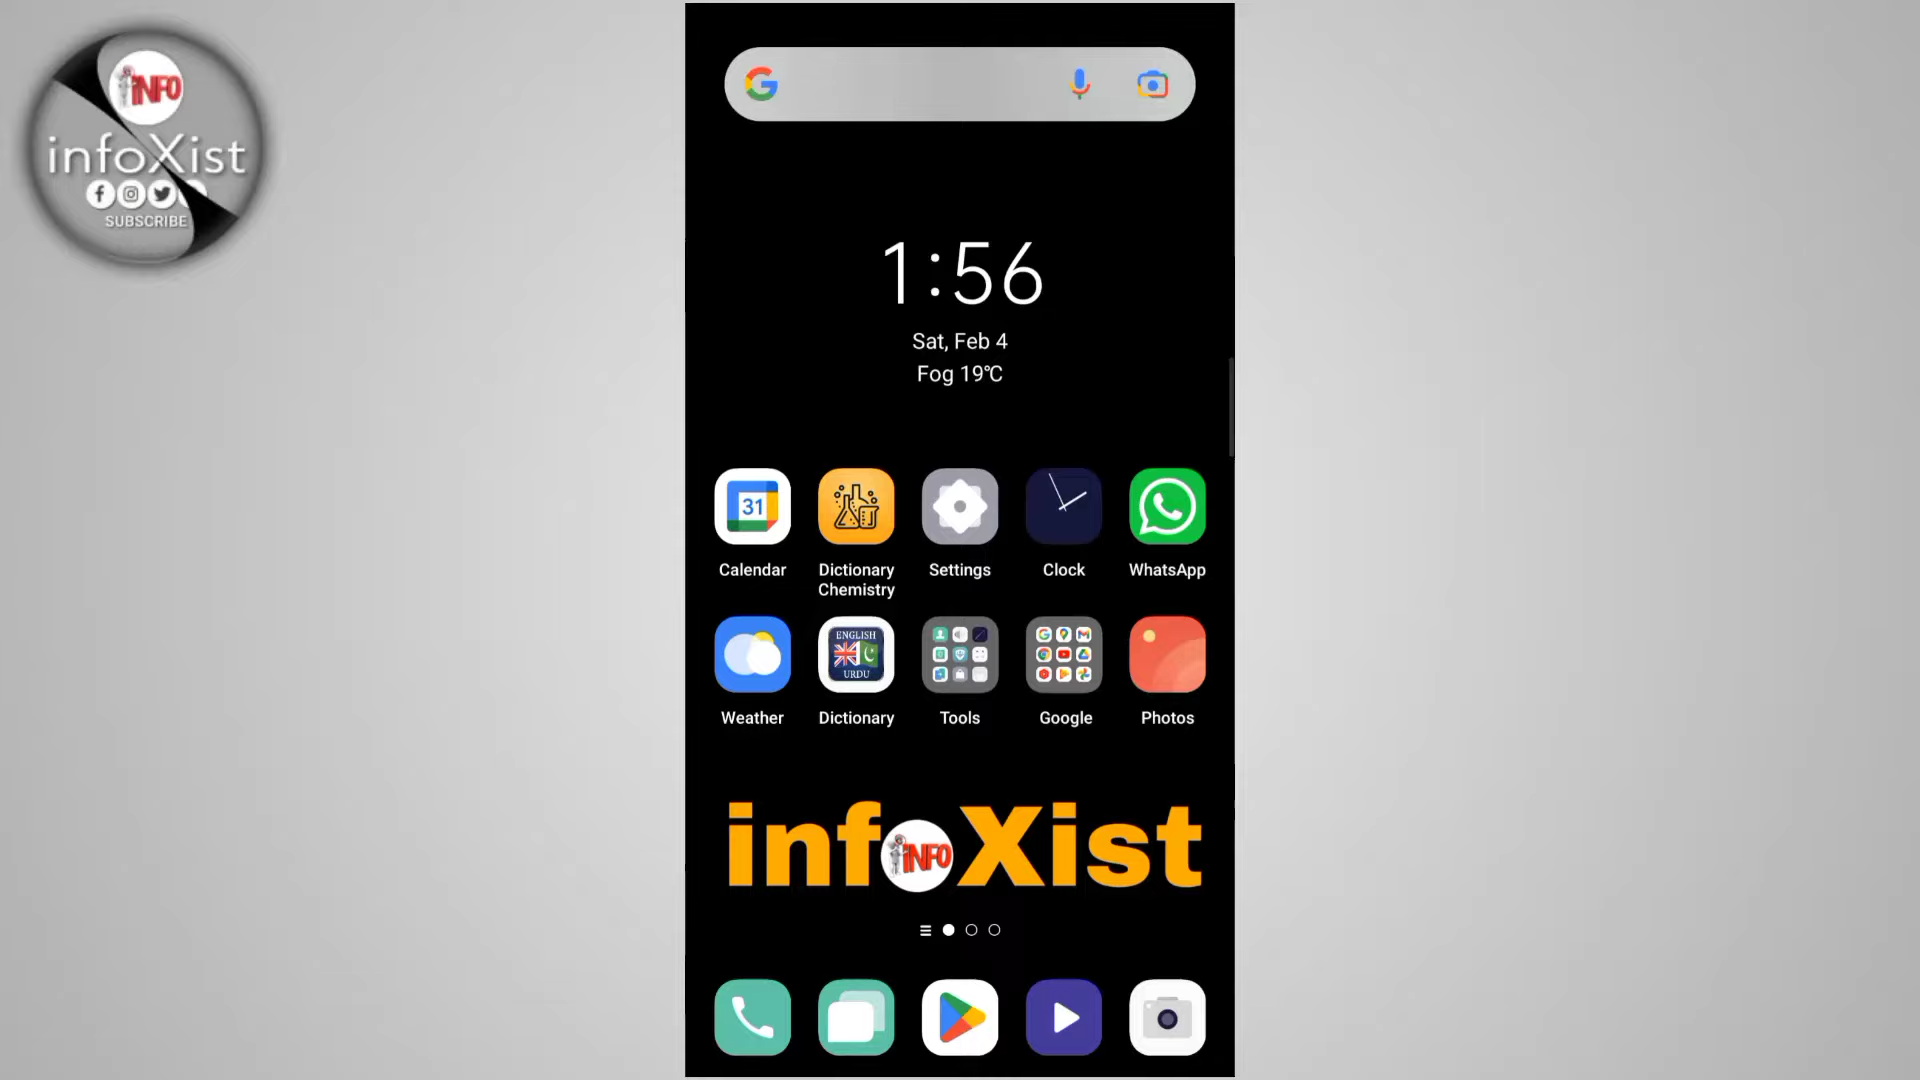 INFO
infoXist
SUBSCRIBE
1:56
Sat, Feb 4
Fog 19℃
31
Calendar
Dictionary
Chemistry
Settings
Clock
WhatsApp
ENGLISH
URDU
Weather
Dictionary
Tools
Google
Photos
infoXist
INFO